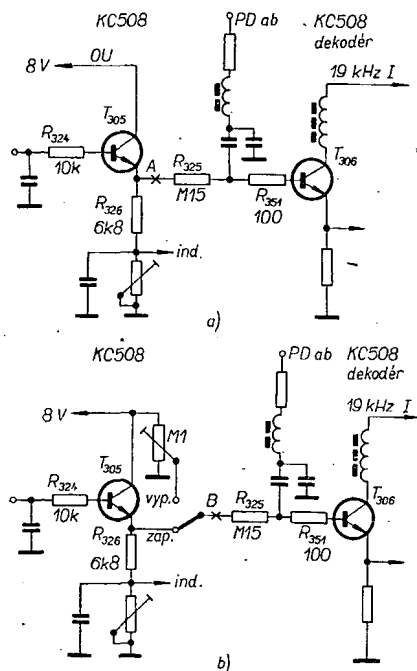 KC508
PD ab
KC508
dekodér
8 V
0U
19 kHz I
T305
T306
R324
10k
A
R325
M15
R351
100
R326
6k8
ind.
a)
KC508
PD ab
KC508
dekodér
8 V
M1
19 kHz I
T305
T306
R324
10k
vyp.
B
R325
M15
R351
100
zap.
R326
6k8
ind.
b)